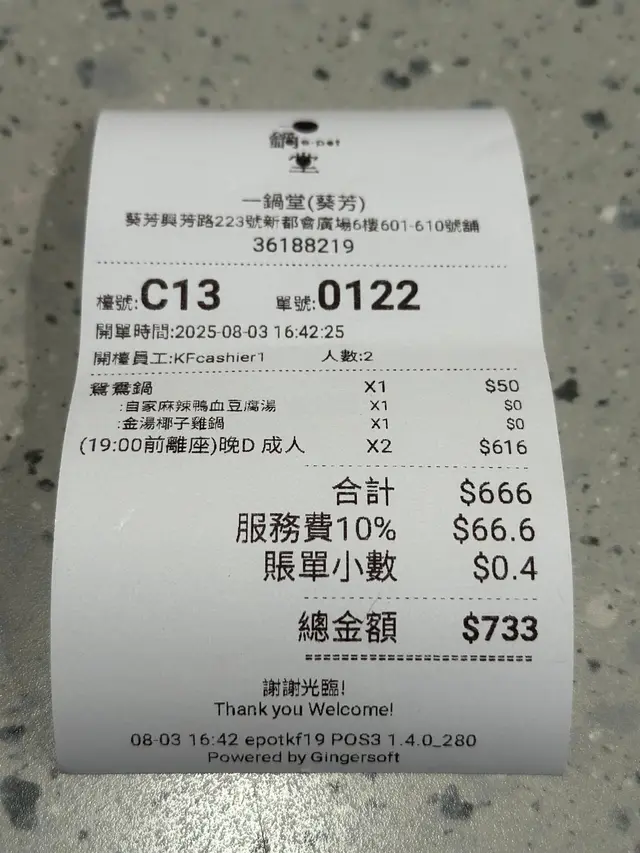 一鍋 e-pot
堂
一鍋堂(葵芳)
葵芳興芳路223號新都會廣場6樓601-610號舖
36188219
檯號:C13 單號:0122
開單時間:2025-08-03 16:42:25
開檯員工:KFcashier1 人數:2
鴛鴦鍋 X1 $50
:自家麻辣鴨血豆腐湯 X1 $0
:金湯椰子雞鍋 X1 $0
(19:00前離座)晚D 成人 X2 $616
合計 $666
服務費10% $66.6
賬單小數 $0.4
總金額 $733
謝謝光臨!
Thank you Welcome!
08-03 16:42 epotkf19 POS3 1.4.0_280
Powered by Gingersoft